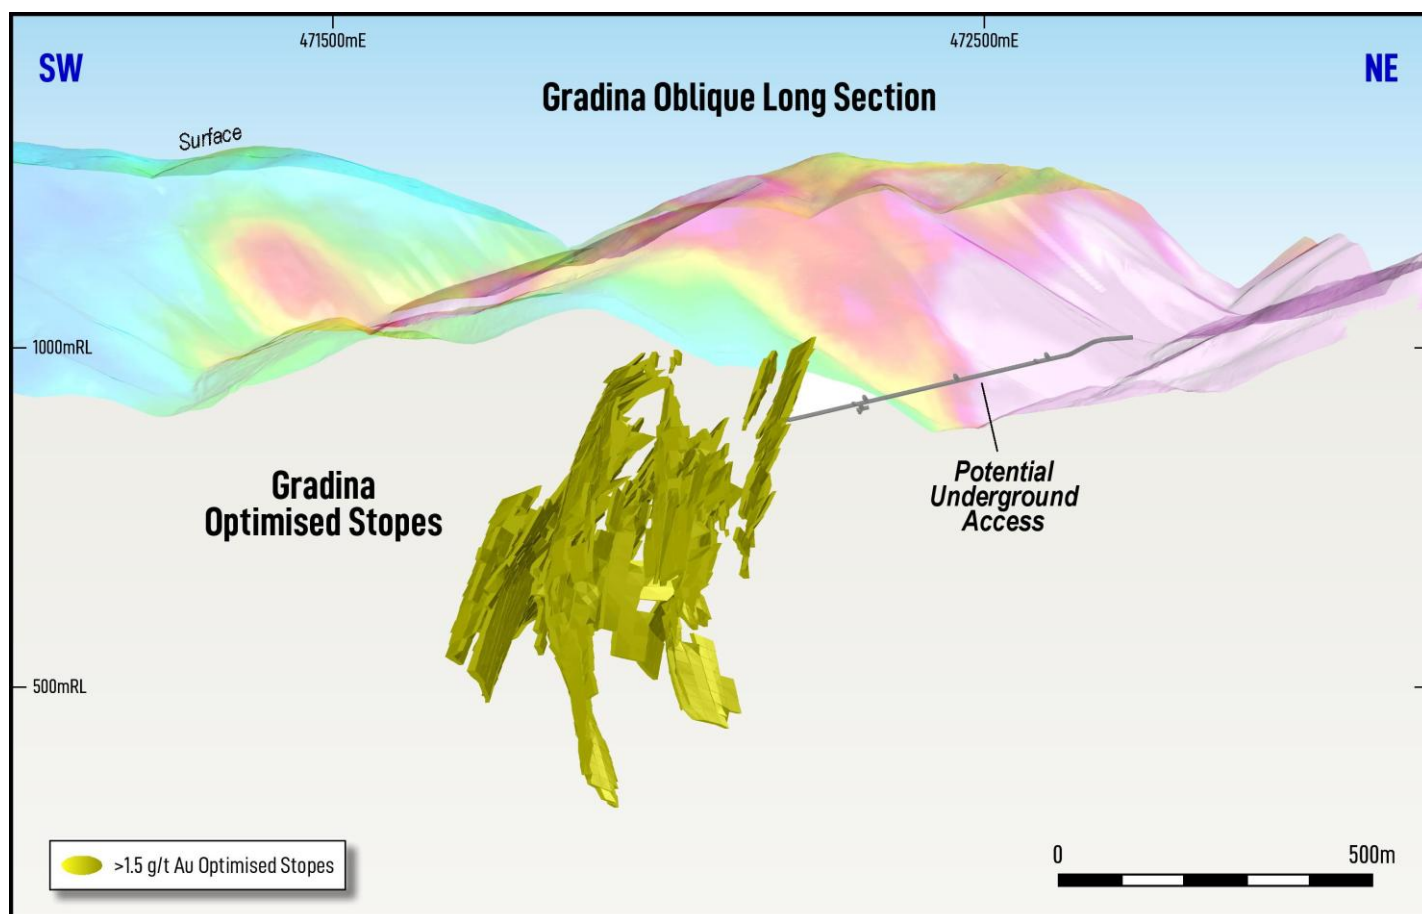 471500mE
472500mE
SW
NE
Gradina Oblique Long Section
Surface
1000mRL
Gradina
Optimised Stopes
Potential
Underground
Access
500mRL
>1.5 g/t Au Optimised Stopes
0
500m